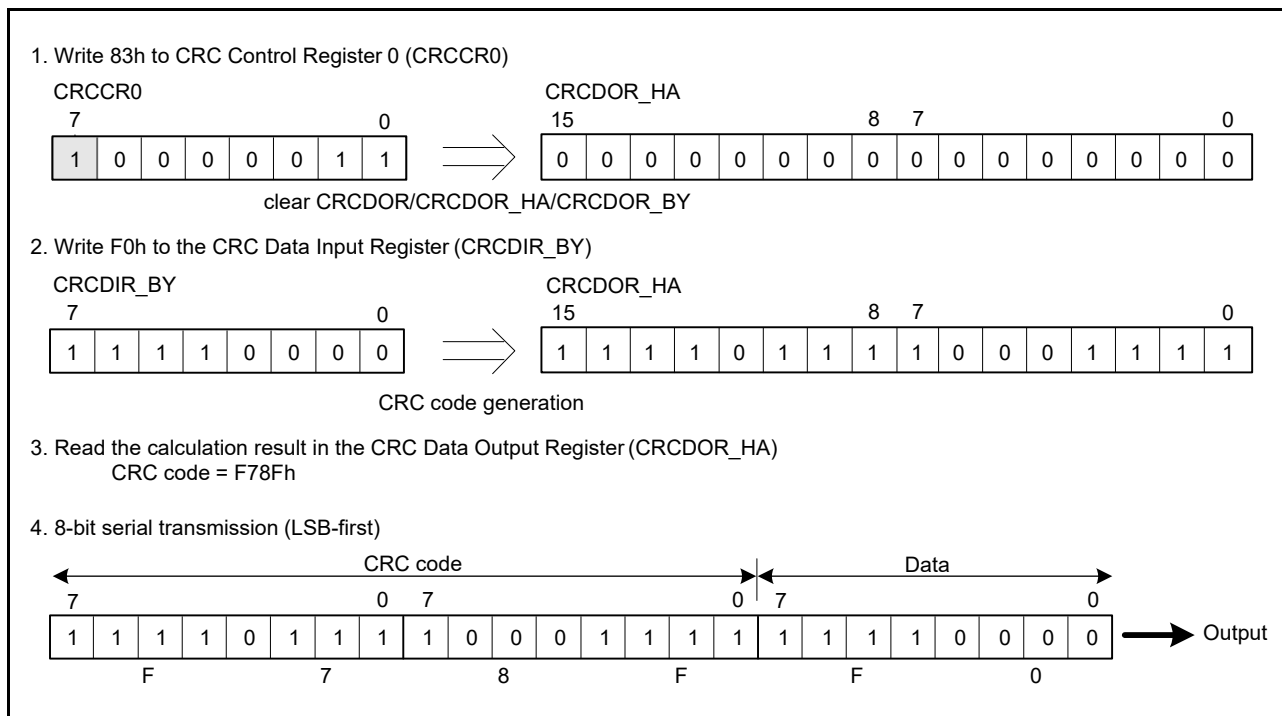 1. Write 83h to CRC Control Register 0 (CRCCR0)
CRCCR0 CRCDOR_HA
7 0 15 8 7 0
1 0 0 0 0 0 1 1 0 0 0 0 0 0 0 0 0 0 0 0 0 0 0 0
clear CRCDOR/CRCDOR_HA/CRCDOR_BY
2. Write F0h to the CRC Data Input Register (CRCDIR_BY)
CRCDIR_BY CRCDOR_HA
7 0 15 8 7 0
1 1 1 1 0 0 0 0 1 1 1 1 0 1 1 1 1 0 0 0 1 1 1 1
CRC code generation
3. Read the calculation result in the CRC Data Output Register (CRCDOR_HA)
CRC code = F78Fh
4. 8-bit serial transmission (LSB-first)
CRC code Data
7 0 7 0 7 0
1 1 1 1 0 1 1 1 1 0 0 0 1 1 1 1 1 1 1 1 0 0 0 0 Output
F 7 8 F F 0